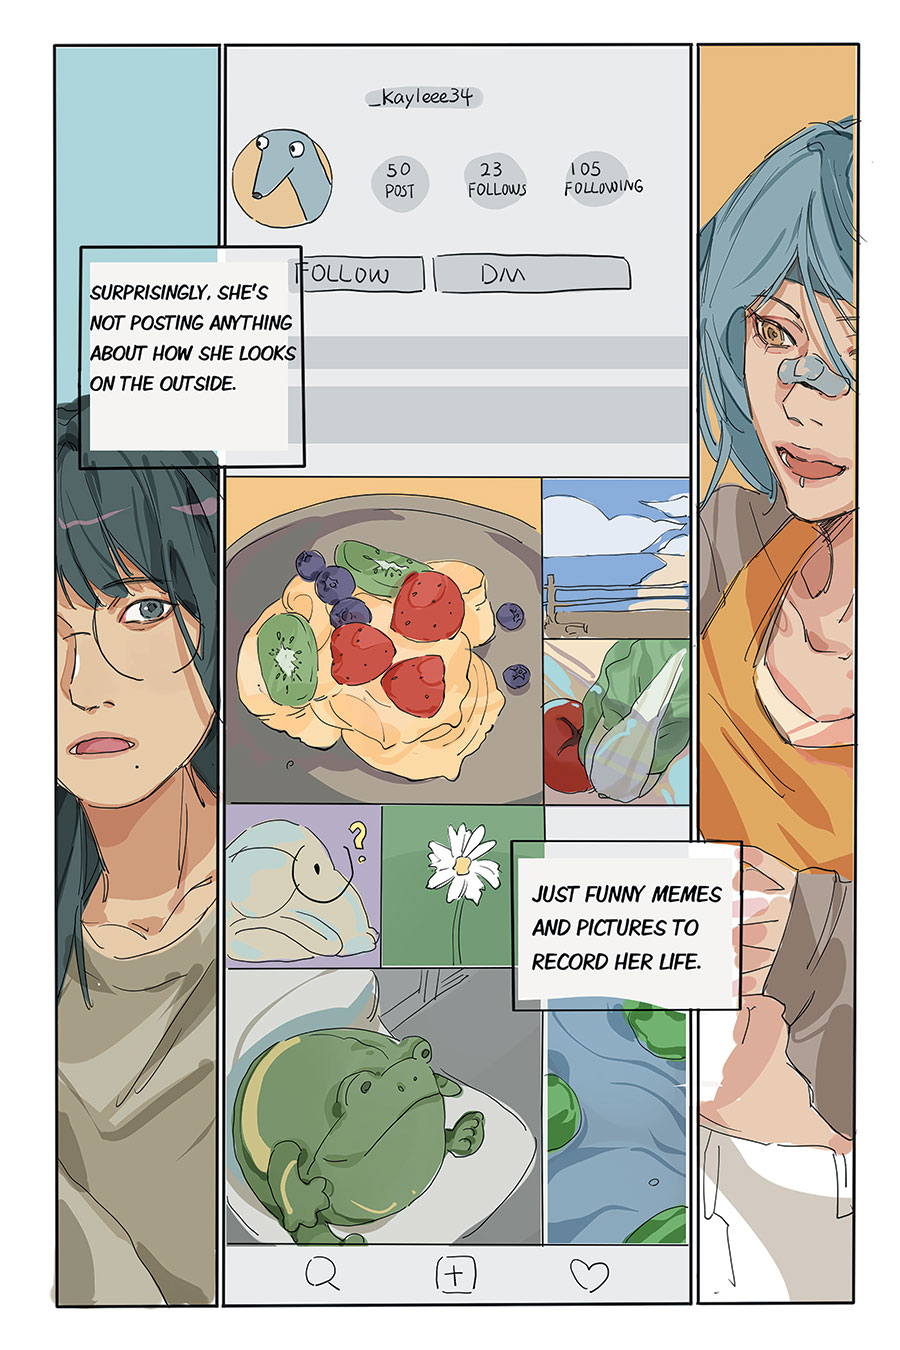 _kayleee34
50
POST
23
FOLLOWS
105
FOLLOWING
FOLLOW
DM
SURPRISINGLY, SHE'S
NOT POSTING ANYTHING
ABOUT HOW SHE LOOKS
ON THE OUTSIDE.
?
JUST FUNNY MEMES
AND PICTURES TO
RECORD HER LIFE.